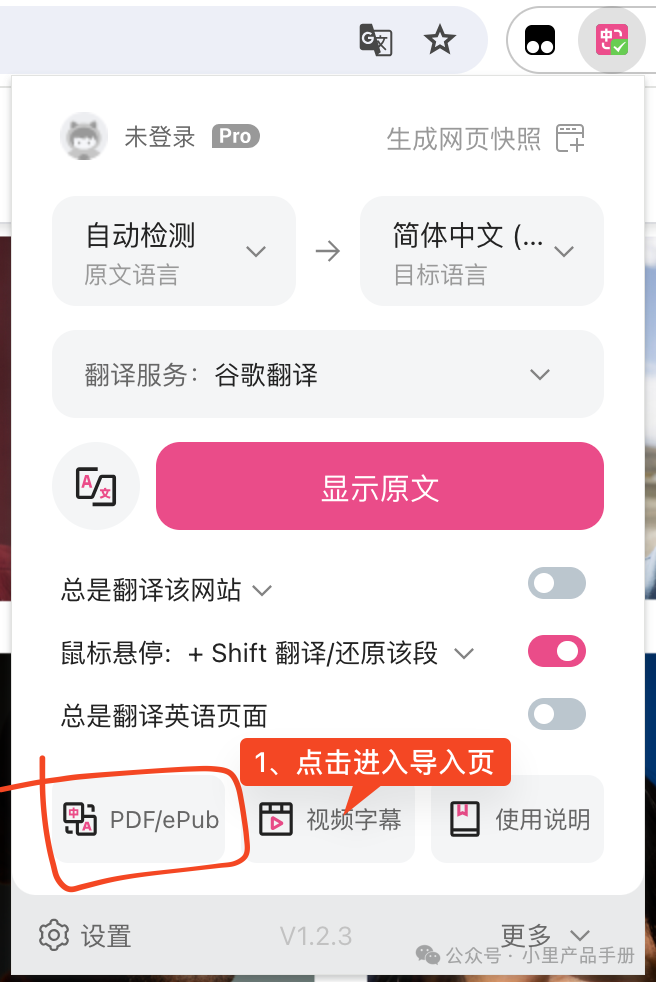 未登录 Pro 生成网页快照
自动检测 简体中文 (...
原文语言 目标语言
翻译服务： 谷歌翻译
显示原文
总是翻译该网站
鼠标悬停： + Shift 翻译/还原该段
总是翻译英语页面
1、点击进入导入页
PDF/ePub 视频字幕 使用说明
设置 V1.2.3 更多
公众号 · 小里产品手册